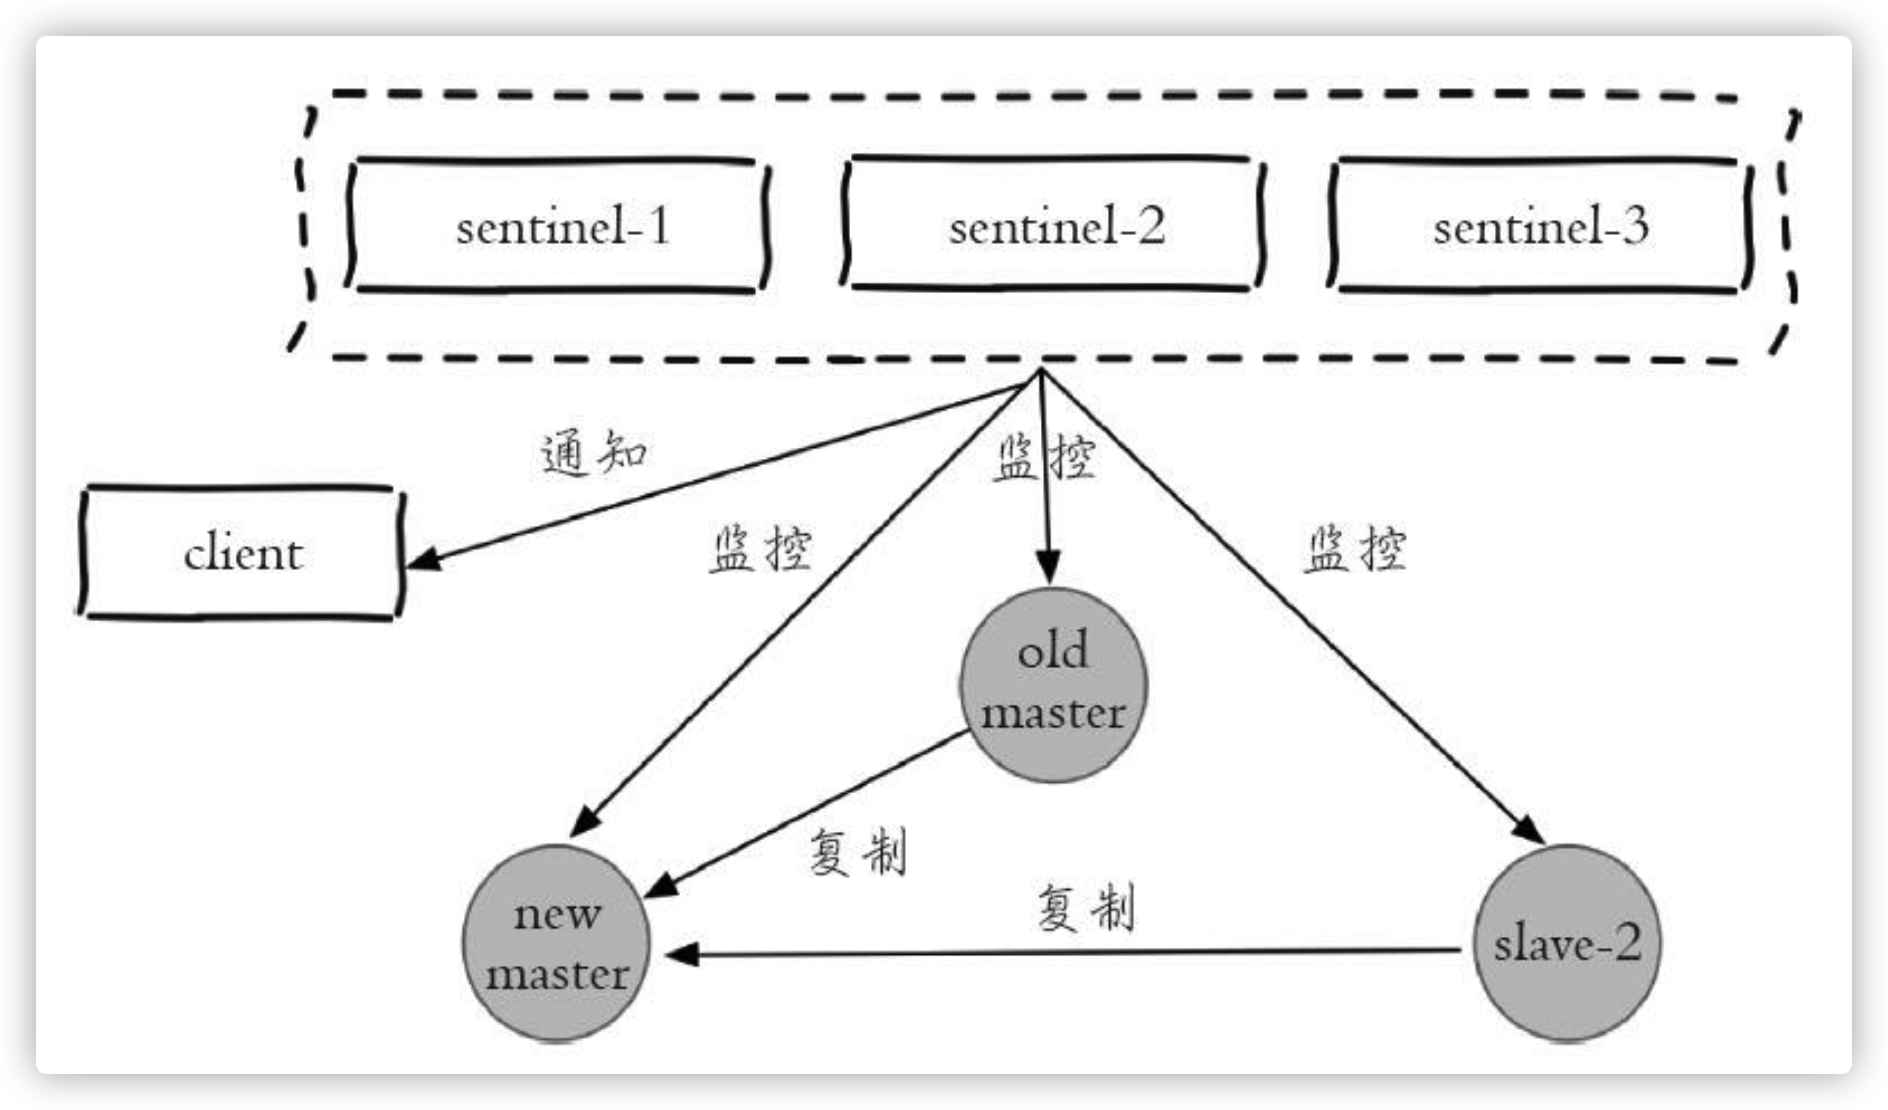 sentinel-1
sentinel-2
sentinel-3
通知
监控
监控
监控
client
old
master
复制
复制
new
master
slave-2